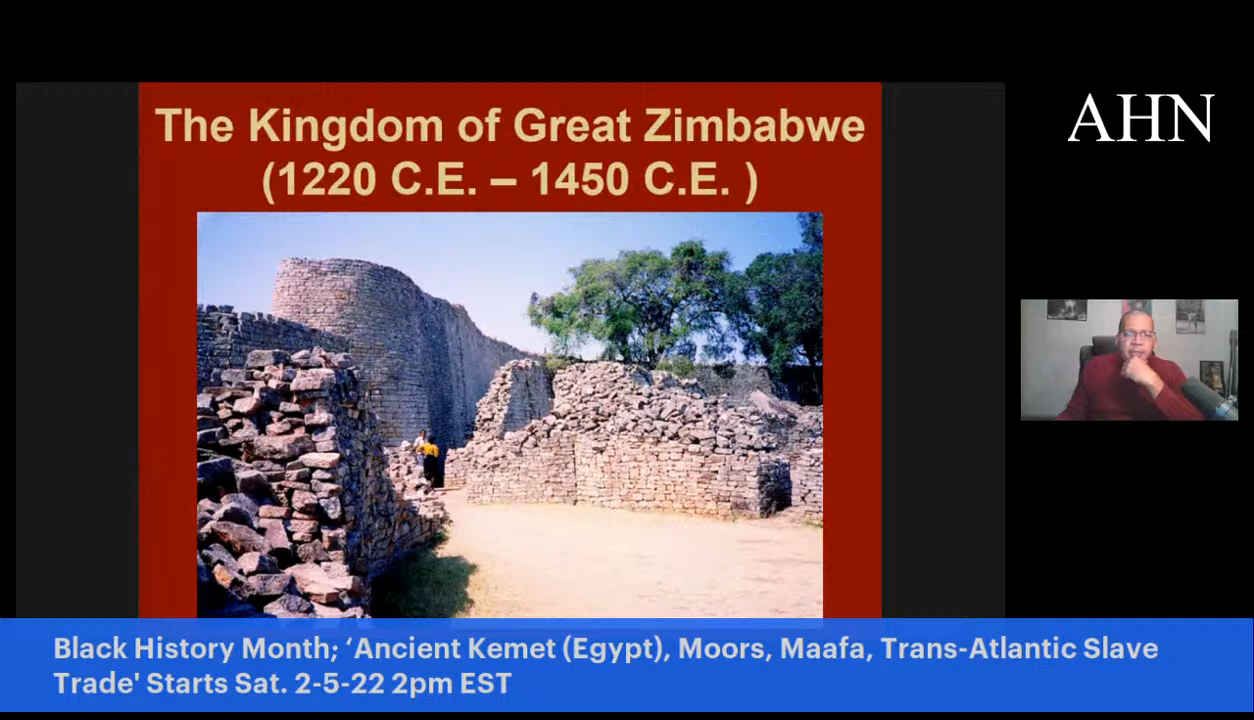 The Kingdom of Great Zimbabwe
(1220 C.E. – 1450 C.E. )
AHN
Black History Month; ‘Ancient Kemet (Egypt), Moors, Maafa, Trans-Atlantic Slave
Trade' Starts Sat. 2-5-22 2pm EST